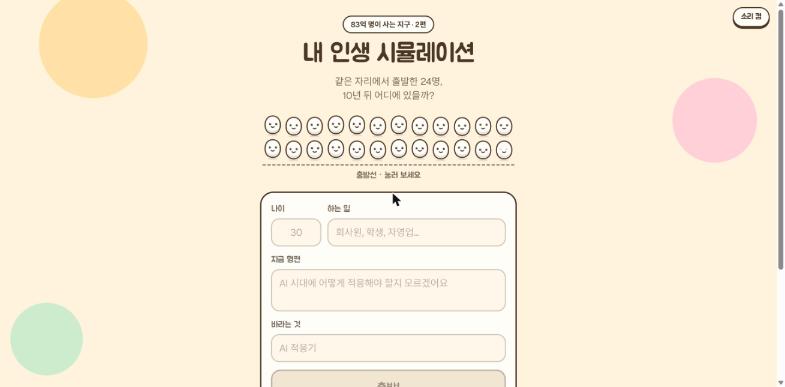 소리 켬
83억 명이 사는 지구 · 2편
내 인생 시뮬레이션
같은 자리에서 출발한 24명,
10년 뒤 어디에 있을까?
출발선 · 눌러 보세요
나이
하는 일
30
회사원, 학생, 자영업…
지금 형편
AI 시대에 어떻게 적응해야 할지 모르겠어요
바라는 것
AI 적응기